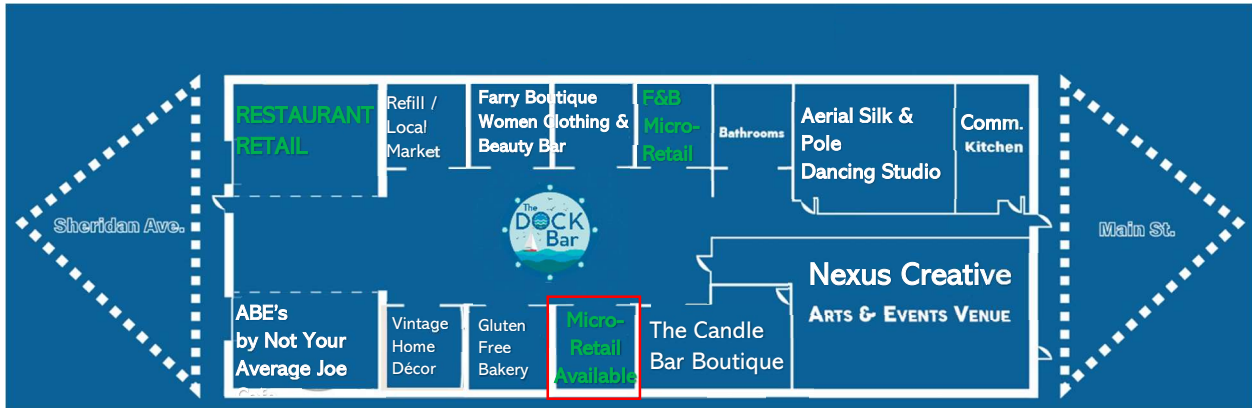 RESTAURANT
RETAIL
Refill /
Local
Market
Farry Boutique
Women Clothing &
Beauty Bar
F&B
Micro-
Retail
Bathrooms
Aerial Silk &
Pole
Dancing Studio
Comm.
Kitchen
Sheridan Ave.
The
DOCK
Bar
Main St.
ABE's
by Not Your
Average Joe
Vintage
Home
Décor
Gluten
Free
Bakery
Micro-
Retail
Available
The Candle
Bar Boutique
Nexus Creative
ARTS & EVENTS VENUE